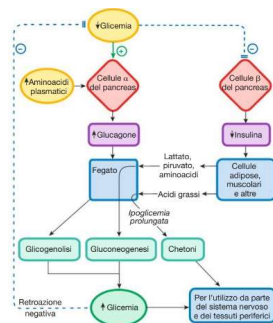 ↓Glicemia
−
−
+
↑Aminoacidi
plasmatici
Cellule α
del pancreas
Cellule β
del pancreas
↑Glucagone
↓Insulina
Fegato
Lattato,
piruvato,
aminoacidi
Cellule
adipose,
muscolari
e altre
Acidi grassi
Ipoglicemia
prolungata
Glicogenolisi
Gluconeogenesi
Chetoni
Retroazione
negativa
↑Glicemia
Per l'utilizzo da parte
del sistema nervoso
e dei tessuti periferici